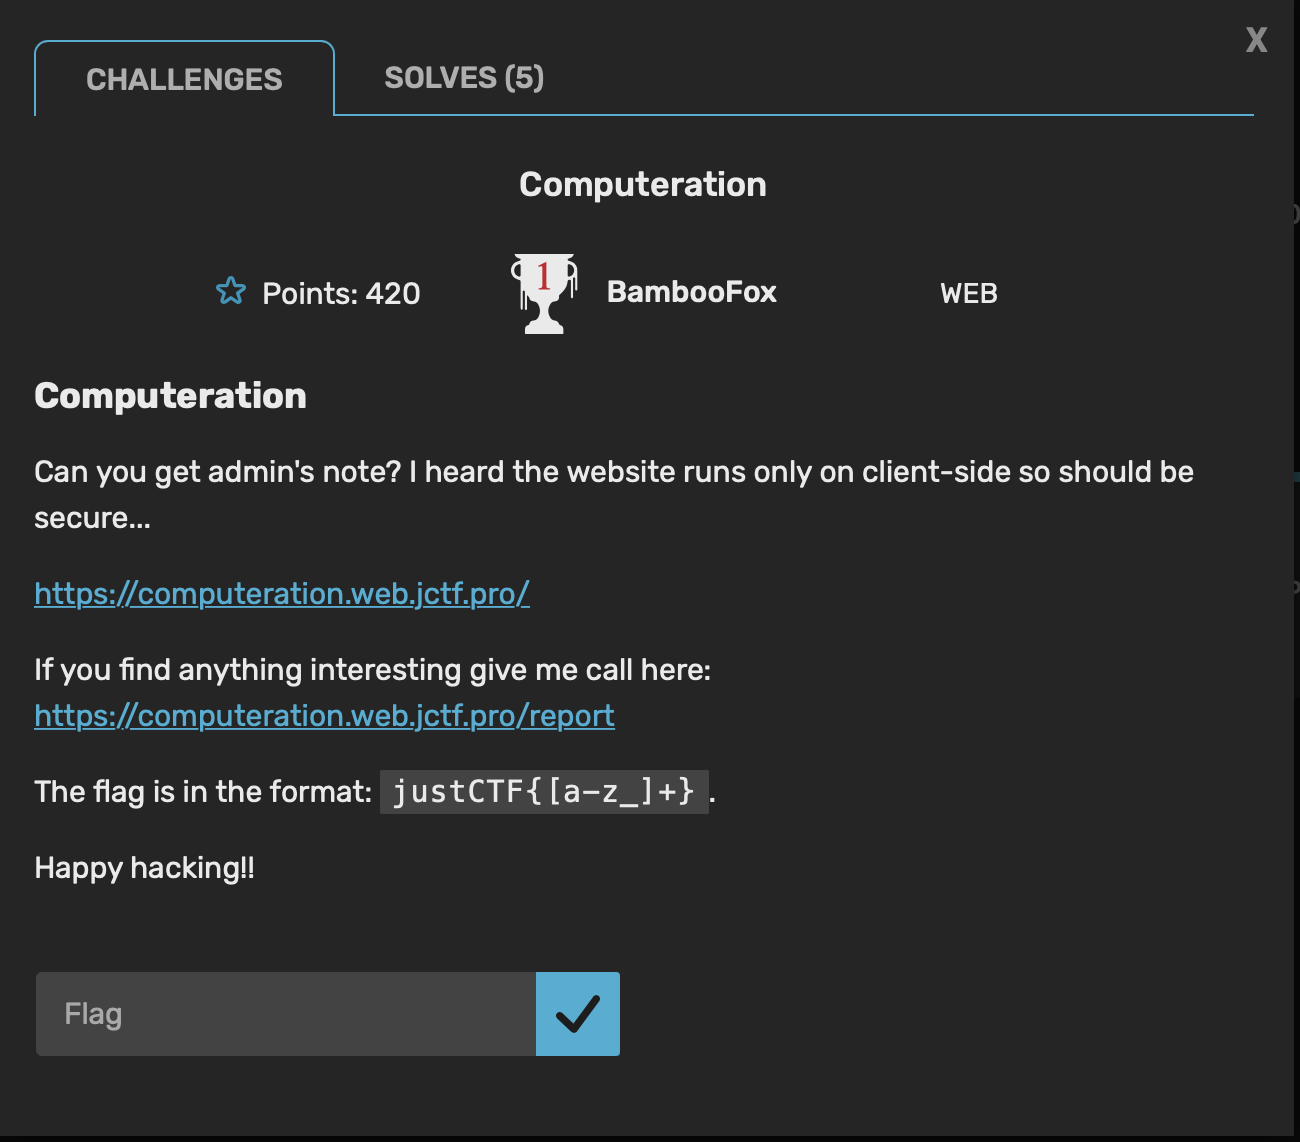 X
CHALLENGES
SOLVES (5)
Computeration
Points: 420
1
BambooFox
WEB
Computeration
Can you get admin's note? I heard the website runs only on client-side so should be
secure...
https://computeration.web.jctf.pro/
If you find anything interesting give me call here:
https://computeration.web.jctf.pro/report
The flag is in the format: justCTF{[a-z_]+}.
Happy hacking!!
Flag